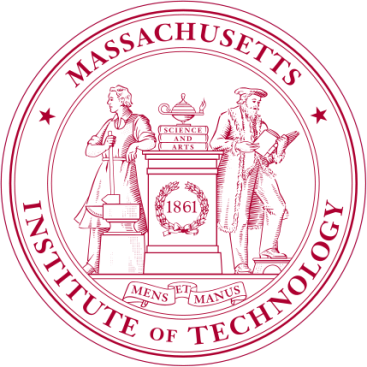 MASSACHUSETTS
INSTITUTE OF TECHNOLOGY
SCIENCE
AND
ARTS
1861
MENS ET MANUS